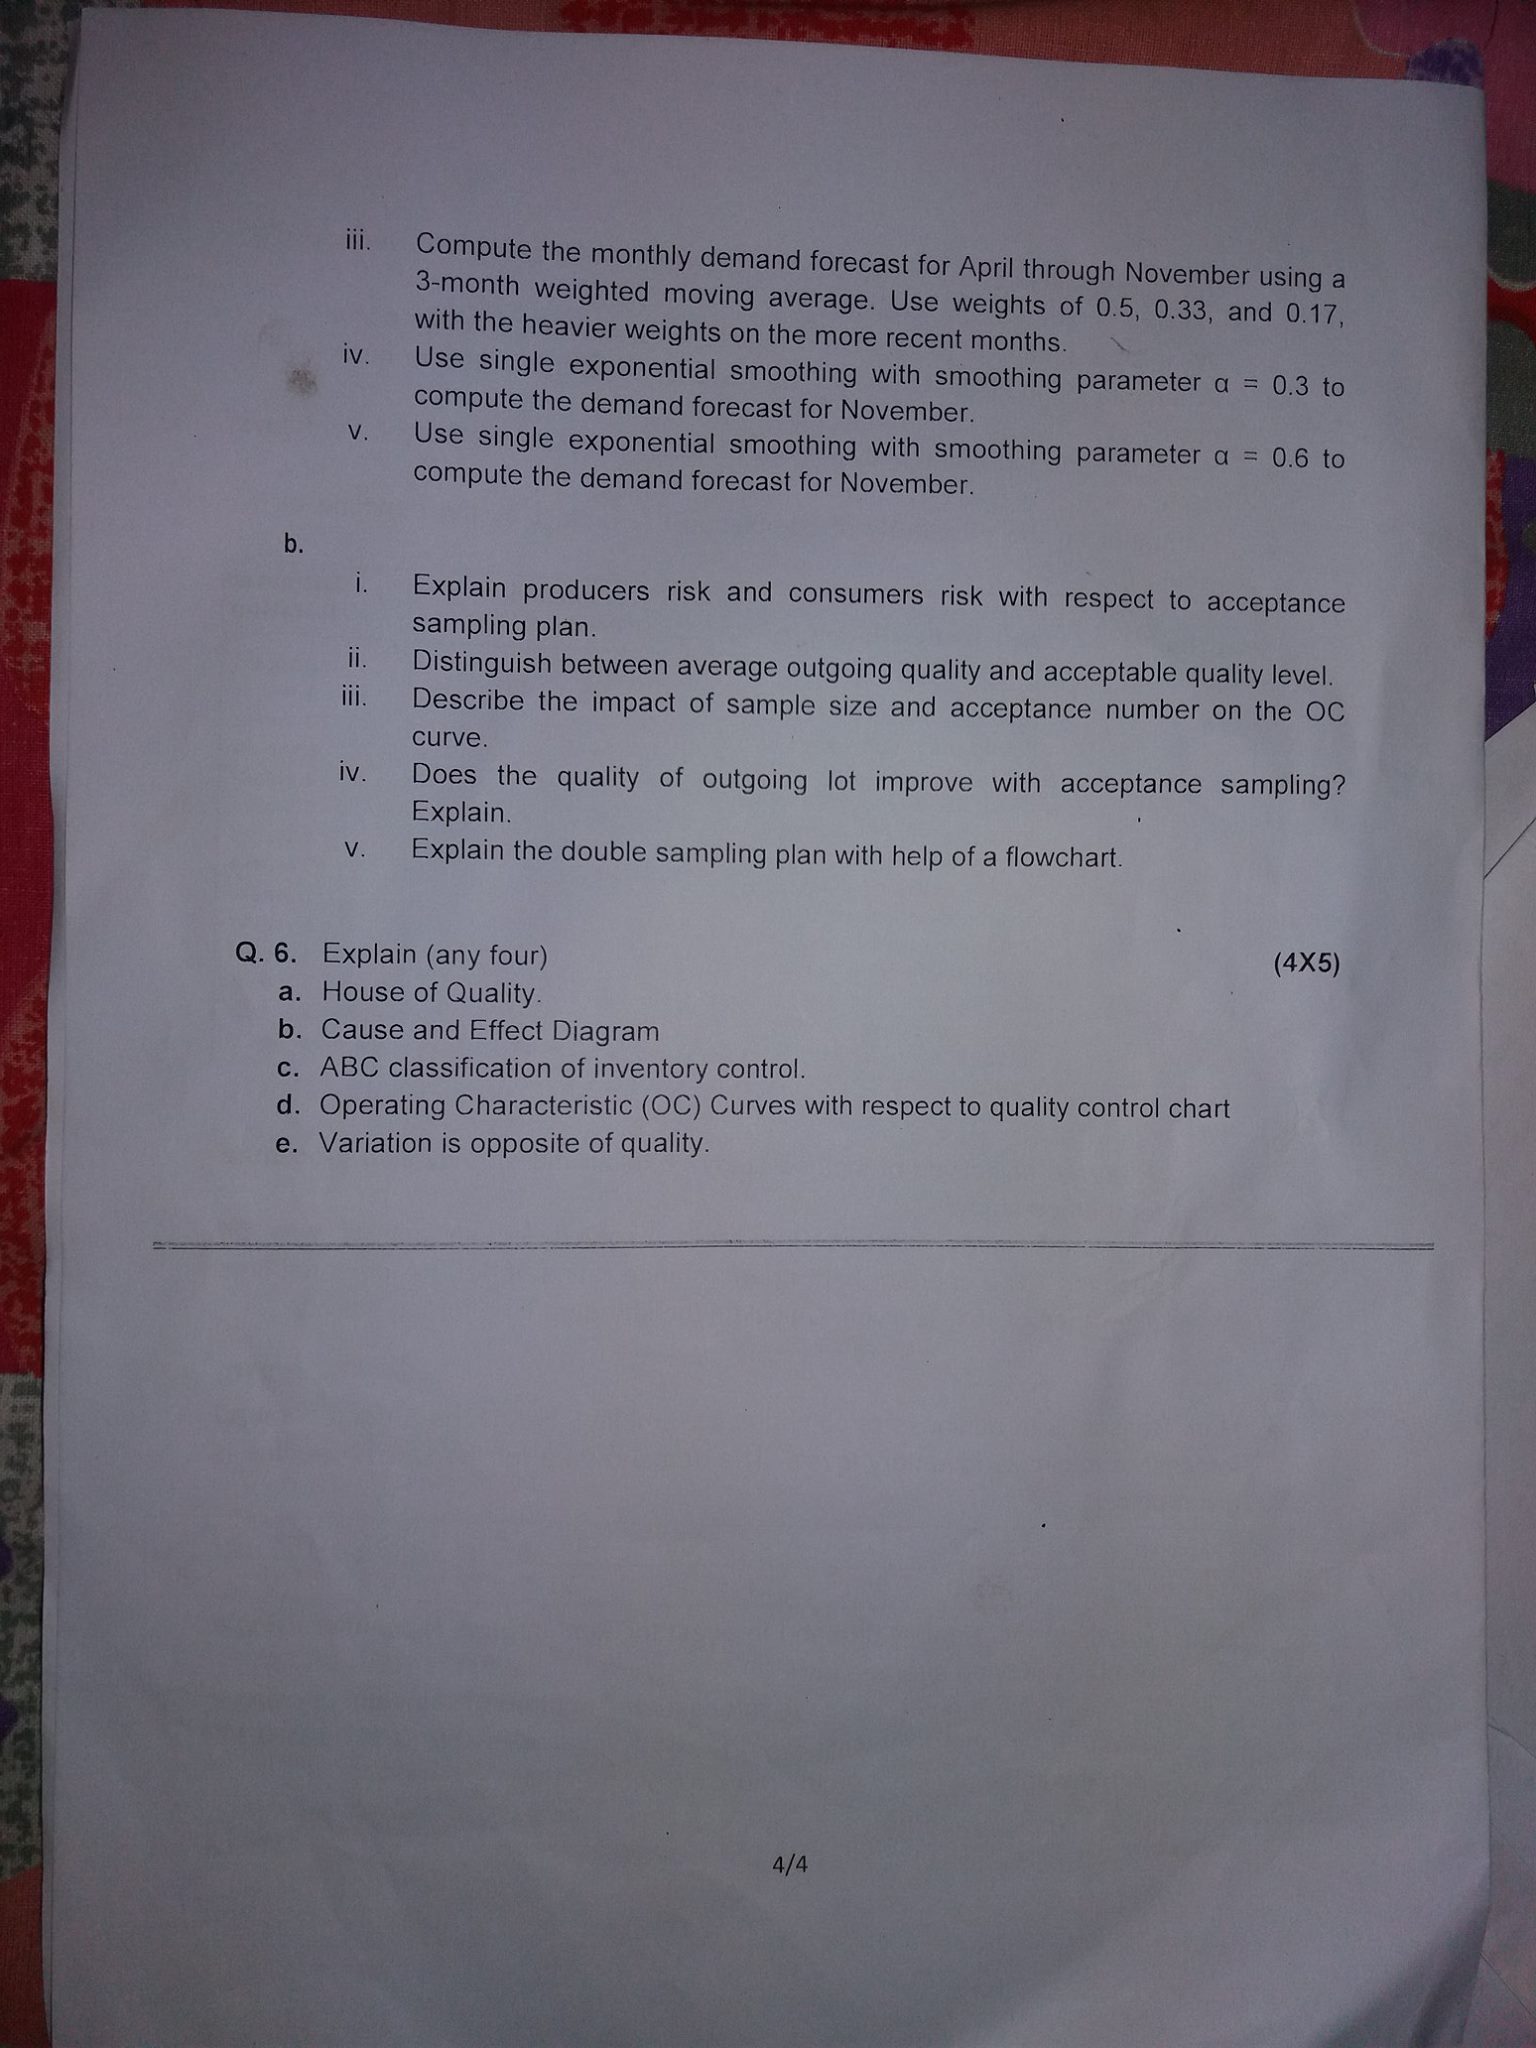 iii. Compute the monthly demand forecast for April through November using a
3-month weighted moving average. Use weights of 0.5, 0.33, and 0.17,
with the heavier weights on the more recent months.
iv. Use single exponential smoothing with smoothing parameter α = 0.3 to
compute the demand forecast for November.
v. Use single exponential smoothing with smoothing parameter α = 0.6 to
compute the demand forecast for November.
b.
i. Explain producers risk and consumers risk with respect to acceptance
sampling plan.
ii. Distinguish between average outgoing quality and acceptable quality level.
iii. Describe the impact of sample size and acceptance number on the OC
curve.
iv. Does the quality of outgoing lot improve with acceptance sampling?
Explain.
v. Explain the double sampling plan with help of a flowchart.
Q. 6. Explain (any four) (4X5)
a. House of Quality.
b. Cause and Effect Diagram
c. ABC classification of inventory control.
d. Operating Characteristic (OC) Curves with respect to quality control chart
e. Variation is opposite of quality.
4/4